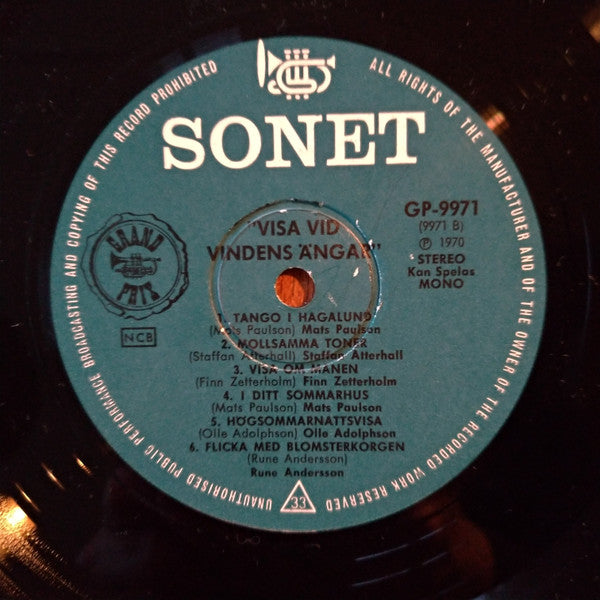 SONET
UNAUTHORISED PUBLIC PERFORMANCE BROADCASTING AND COPYING OF THIS RECORD PROHIBITED
ALL RIGHTS OF THE MANUFACTURER AND OF THE OWNER OF THE RECORDED WORK RESERVED
GRAND
PRIX
NCB
GP-9971
(9971 B)
℗ 1970
STEREO
Kan Spelas
MONO
"VISA VID
VINDENS ÄNGAR"
1. TANGO I HAGALUND
(Mats Paulson) Mats Paulson
2. MOLLSAMMA TONER
(Staffan Atterhall) Staffan Atterhall
3. VISA OM MÅNEN
(Finn Zetterholm) Finn Zetterholm
4. I DITT SOMMARHUS
(Mats Paulson) Mats Paulson
5. HÖGSOMMARNATTSVISA
(Olle Adolphson) Olle Adolphson
6. FLICKA MED BLOMSTERKORGEN
(Rune Andersson)
Rune Andersson
33